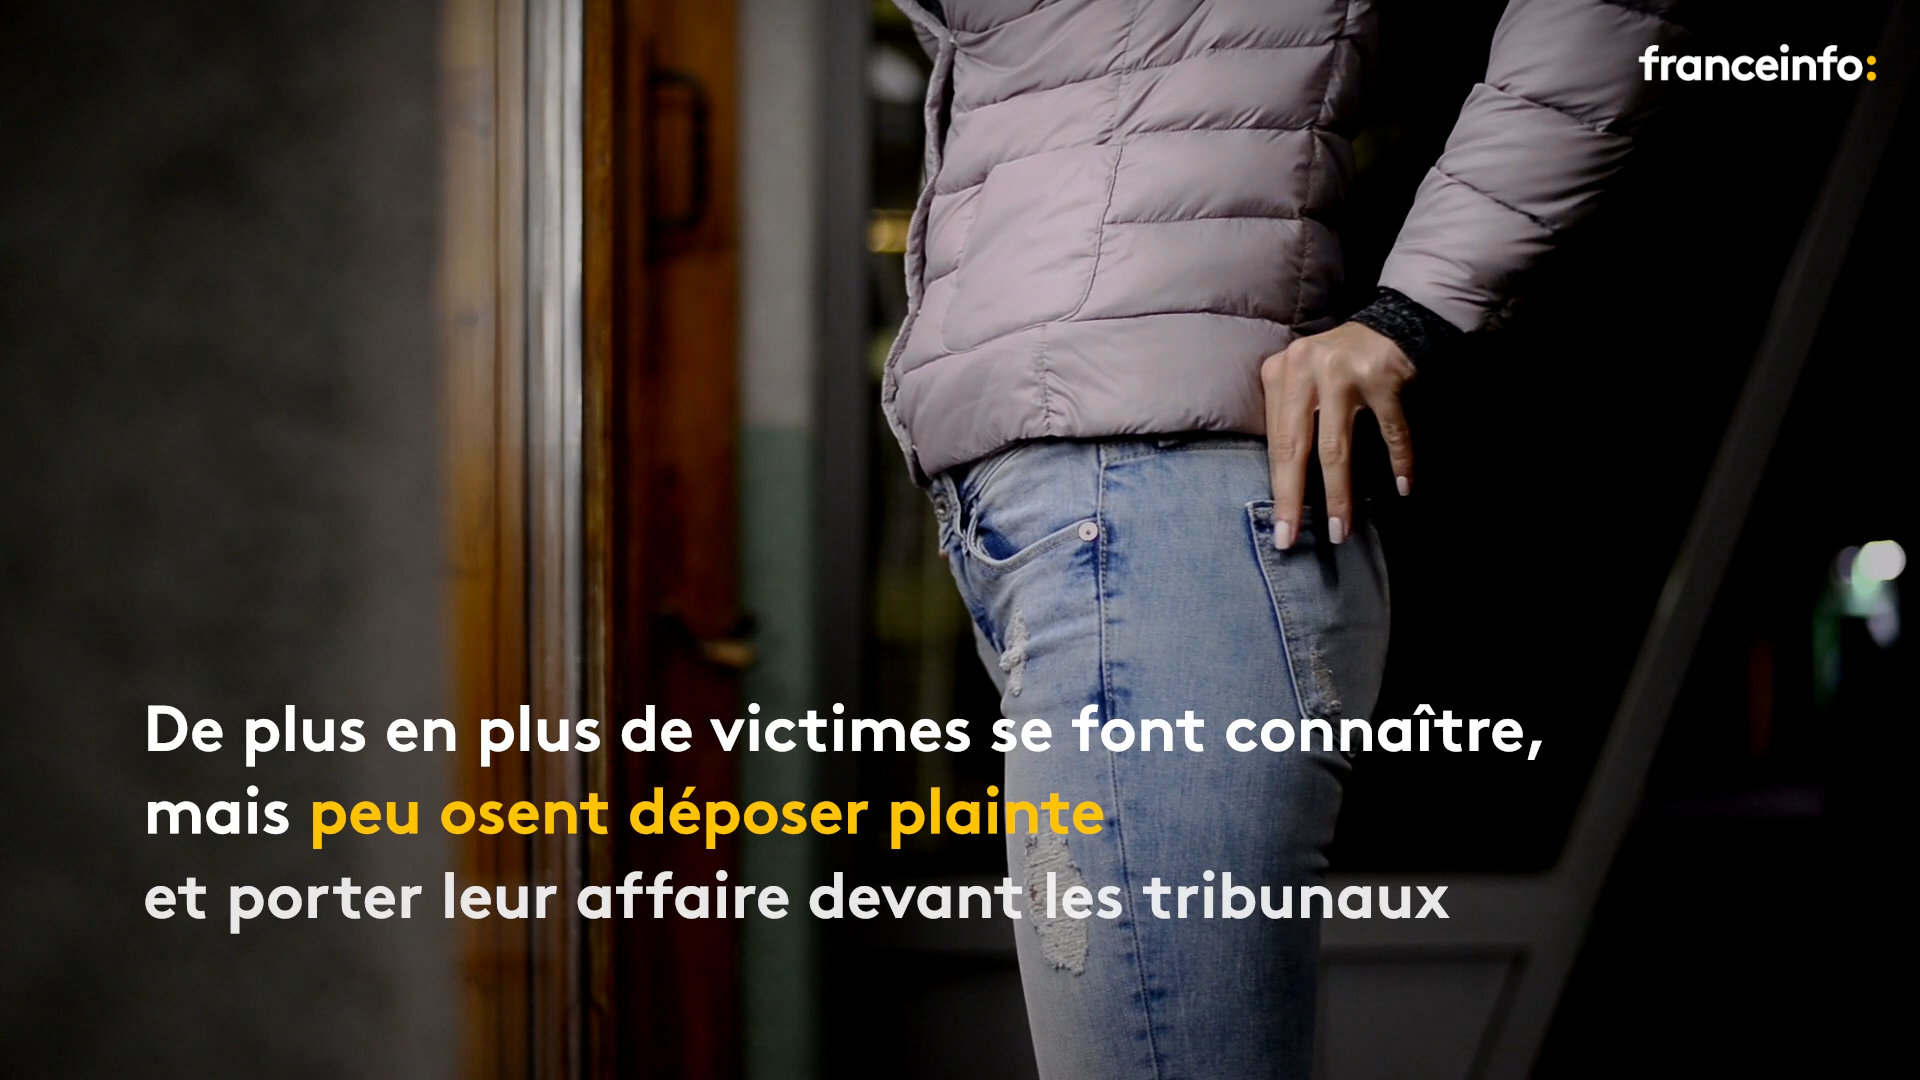 franceinfo:
De plus en plus de victimes se font connaître,
mais peu osent déposer plainte
et porter leur affaire devant les tribunaux